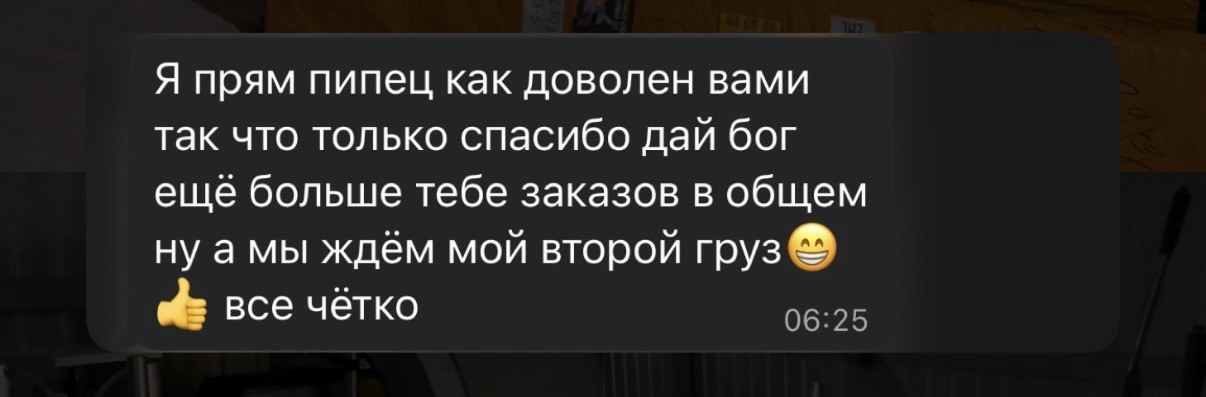 Я прям пипец как доволен вами
так что только спасибо дай бог
ещё больше тебе заказов в общем
ну а мы ждём мой второй груз😁
👍 все чётко
06:25